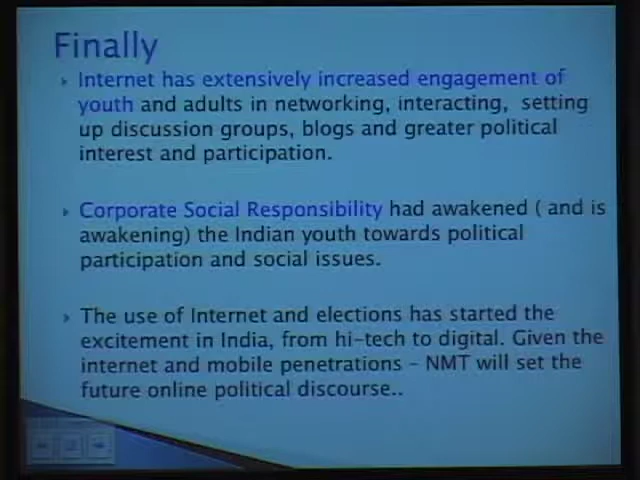 Finally
Internet has extensively increased engagement of
youth and adults in networking, interacting, setting
up discussion groups, blogs and greater political
interest and participation.
Corporate Social Responsibility had awakened ( and is
awakening) the Indian youth towards political
participation and social issues.
The use of Internet and elections has started the
excitement in India, from hi-tech to digital. Given the
internet and mobile penetrations – NMT will set the
future online political discourse..